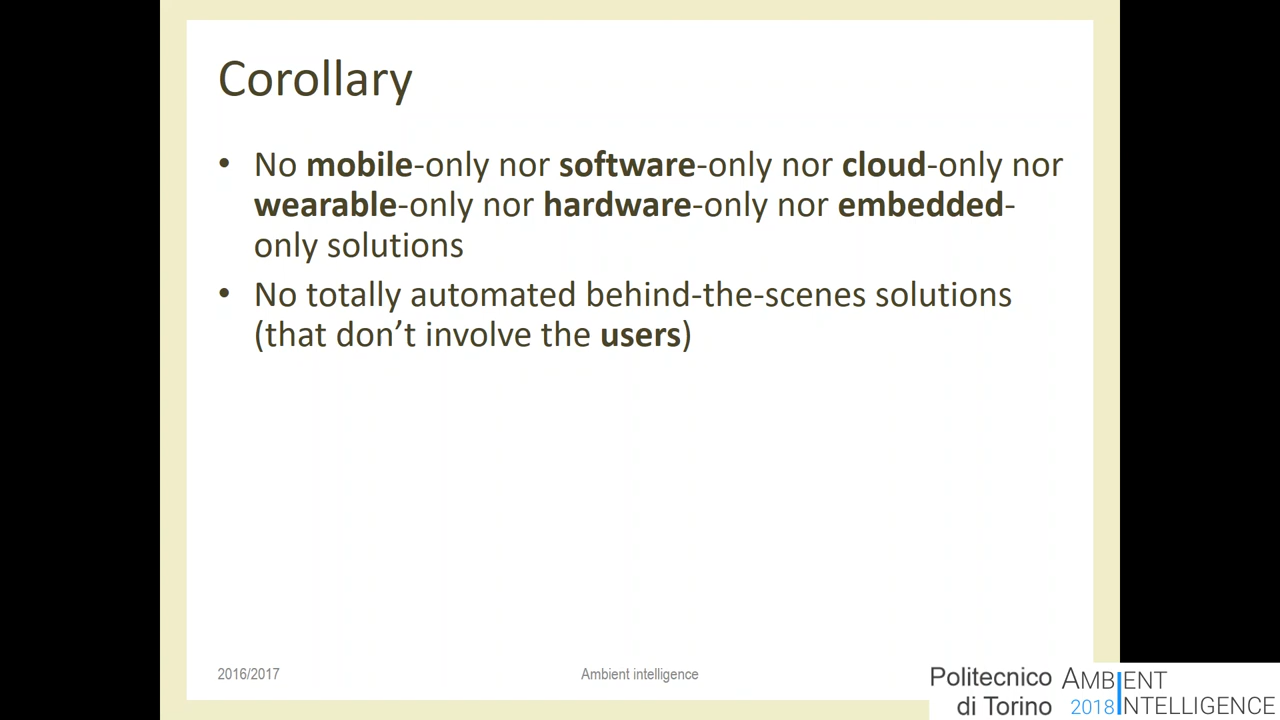 Corollary
• No mobile-only nor software-only nor cloud-only nor
wearable-only nor hardware-only nor embedded-
only solutions
• No totally automated behind-the-scenes solutions
(that don’t involve the users)
2016/2017
Ambient intelligence
Politecnico
di Torino
AMBIENT
2018 INTELLIGENCE